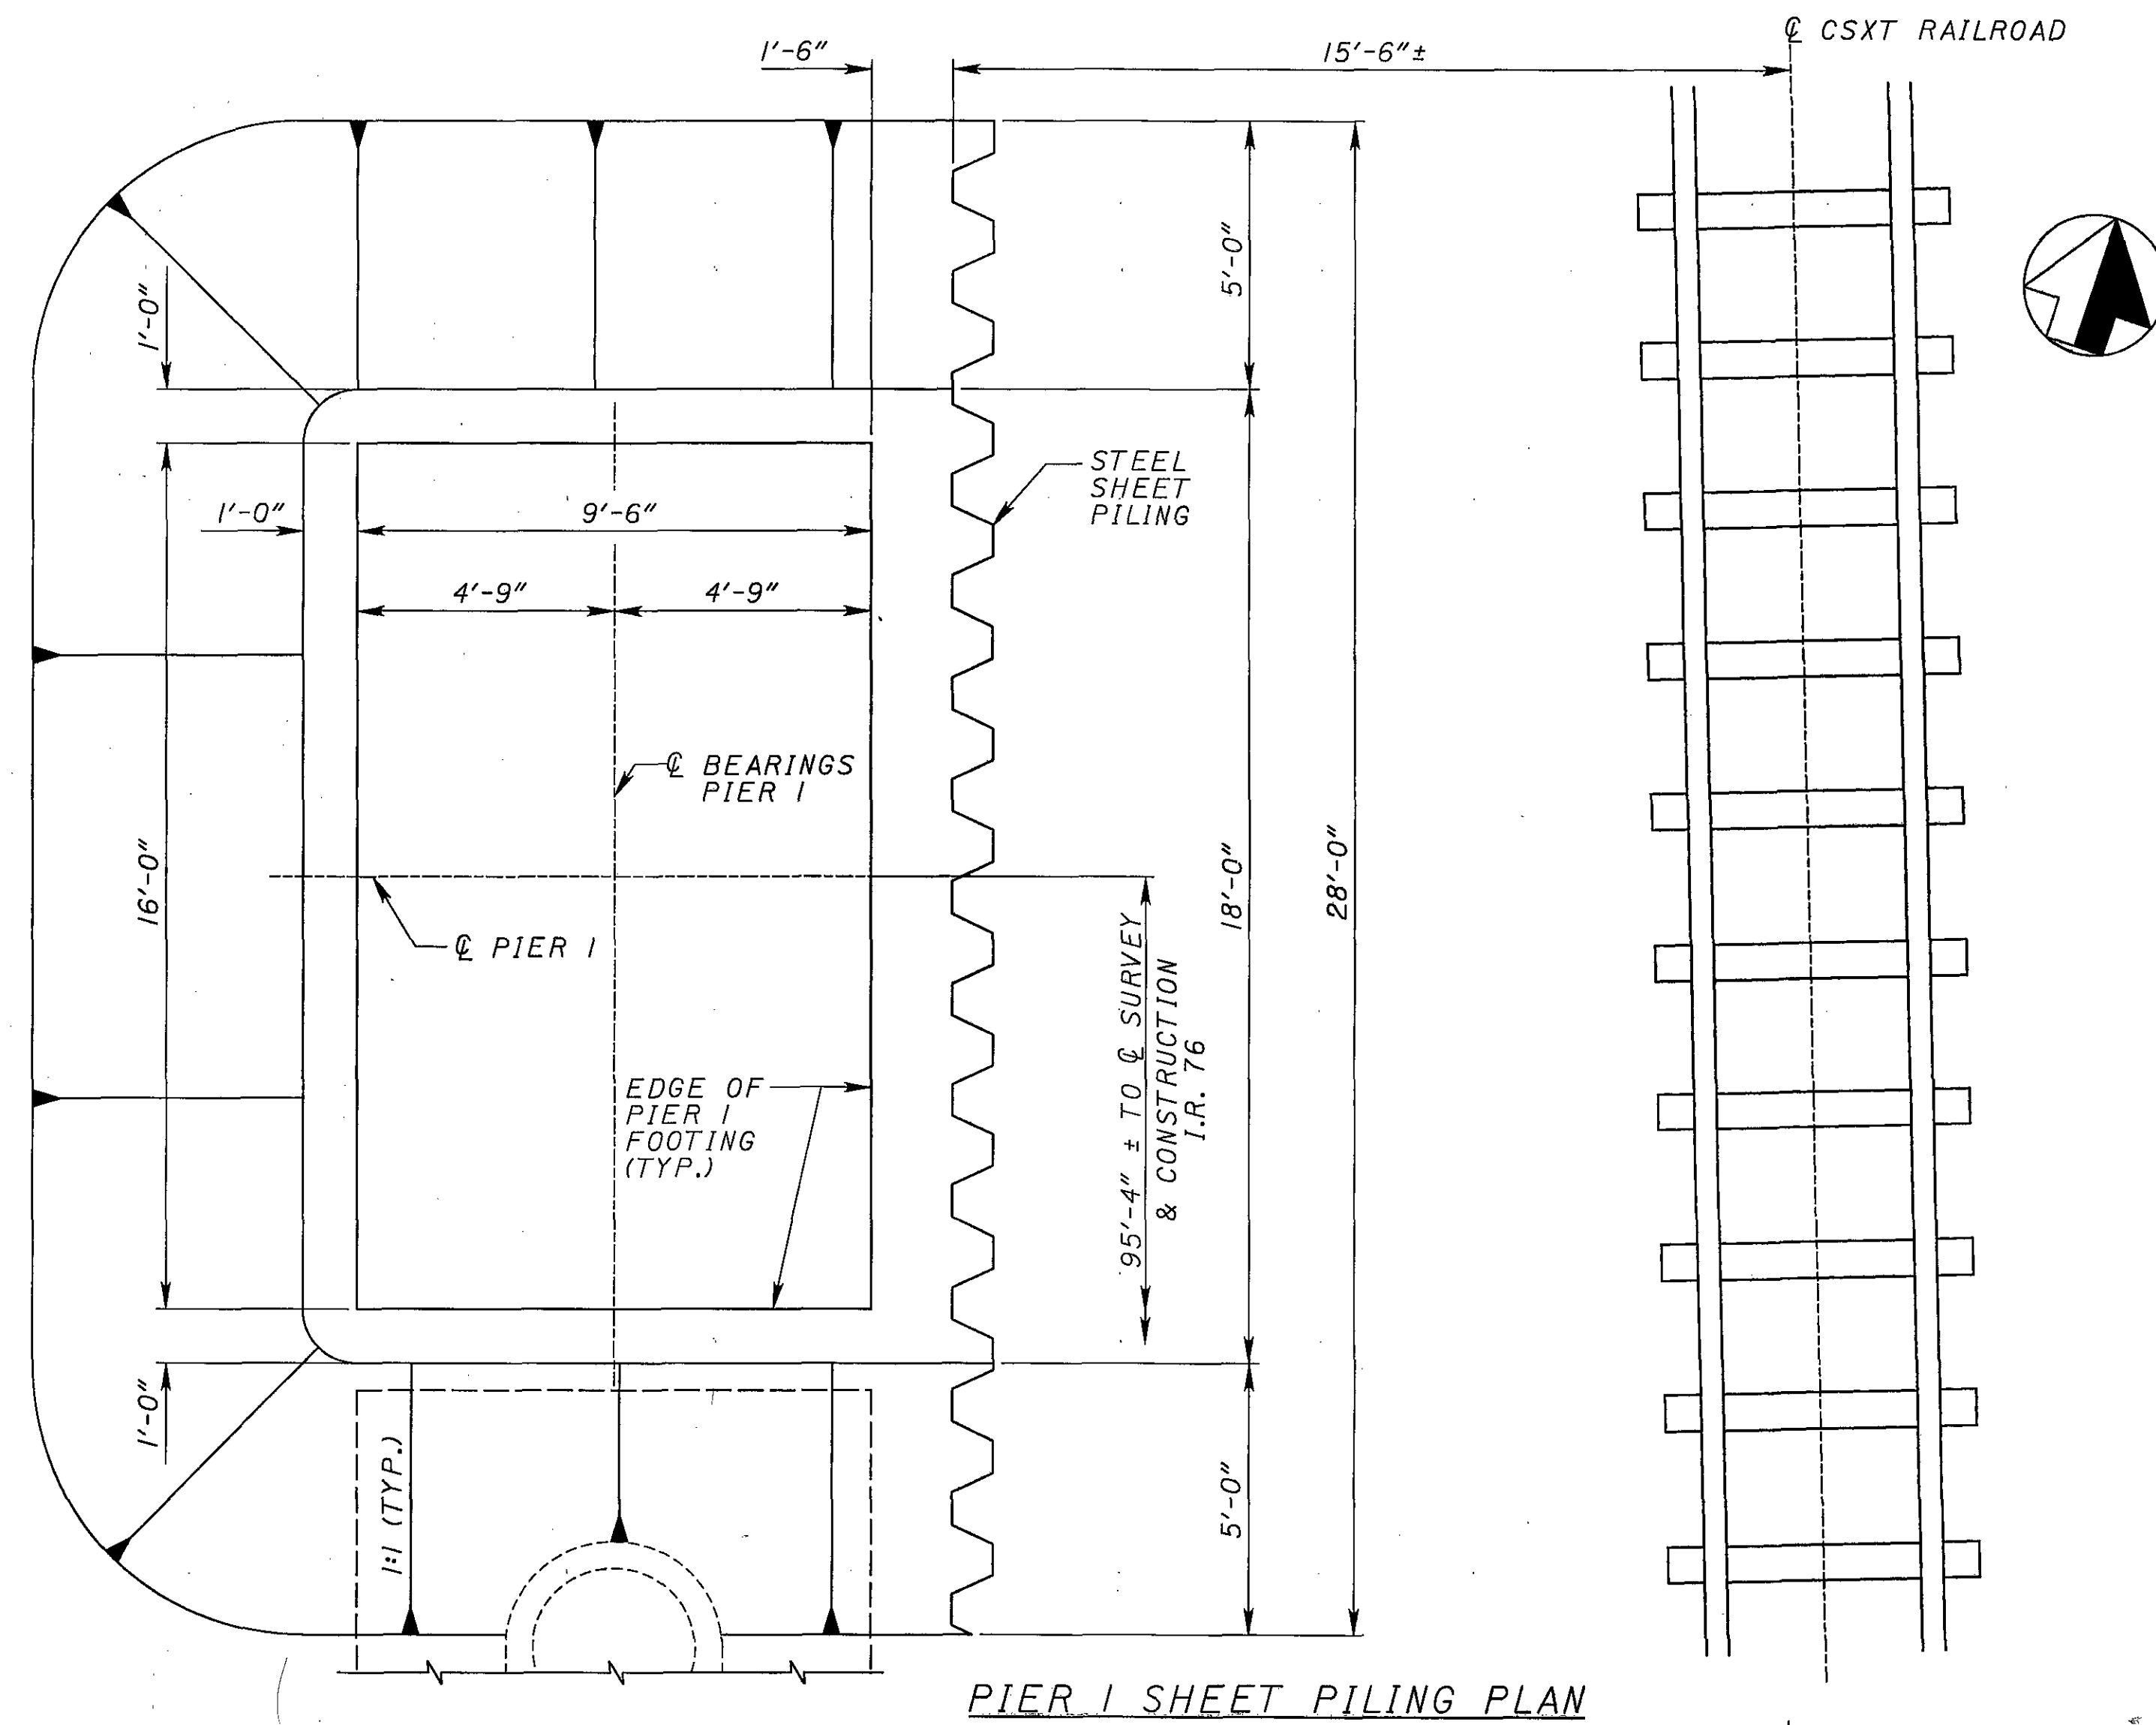 ℄ CSXT RAILROAD
1'-6"
15'-6"±
5'-0"
1'-0"
STEEL
SHEET
PILING
1'-0"
9'-6"
4'-9"
4'-9"
℄ BEARINGS
PIER 1
16'-0"
18'-0"
28'-0"
℄ PIER 1
95'-4" ± TO ℄ SURVEY
& CONSTRUCTION
I.R. 76
EDGE OF
PIER 1
FOOTING
(TYP.)
1'-0"
1:1 (TYP.)
5'-0"
PIER 1 SHEET PILING PLAN